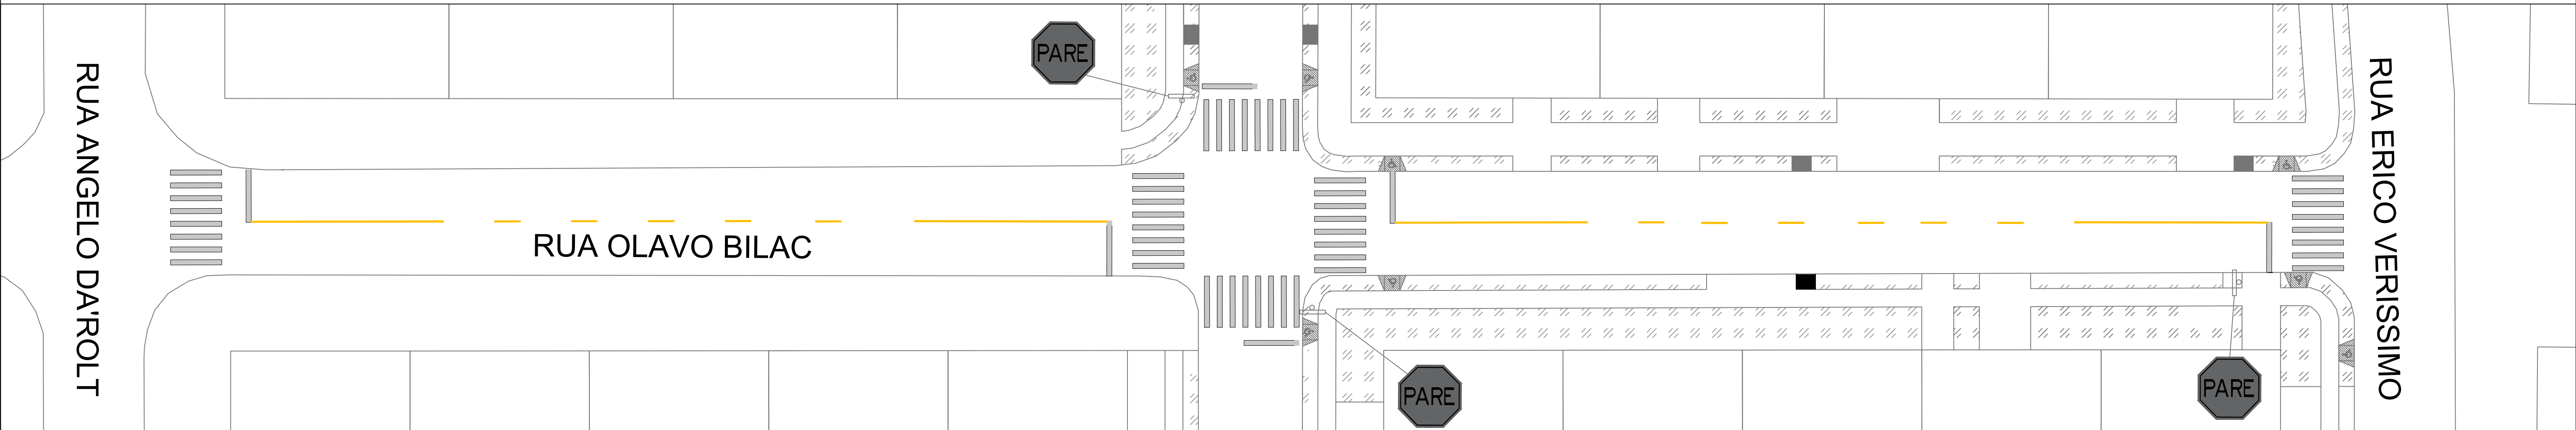 RUA ANGELO DA'ROLT
PARE
RUA OLAVO BILAC
PARE
PARE
RUA ERICO VERISSIMO